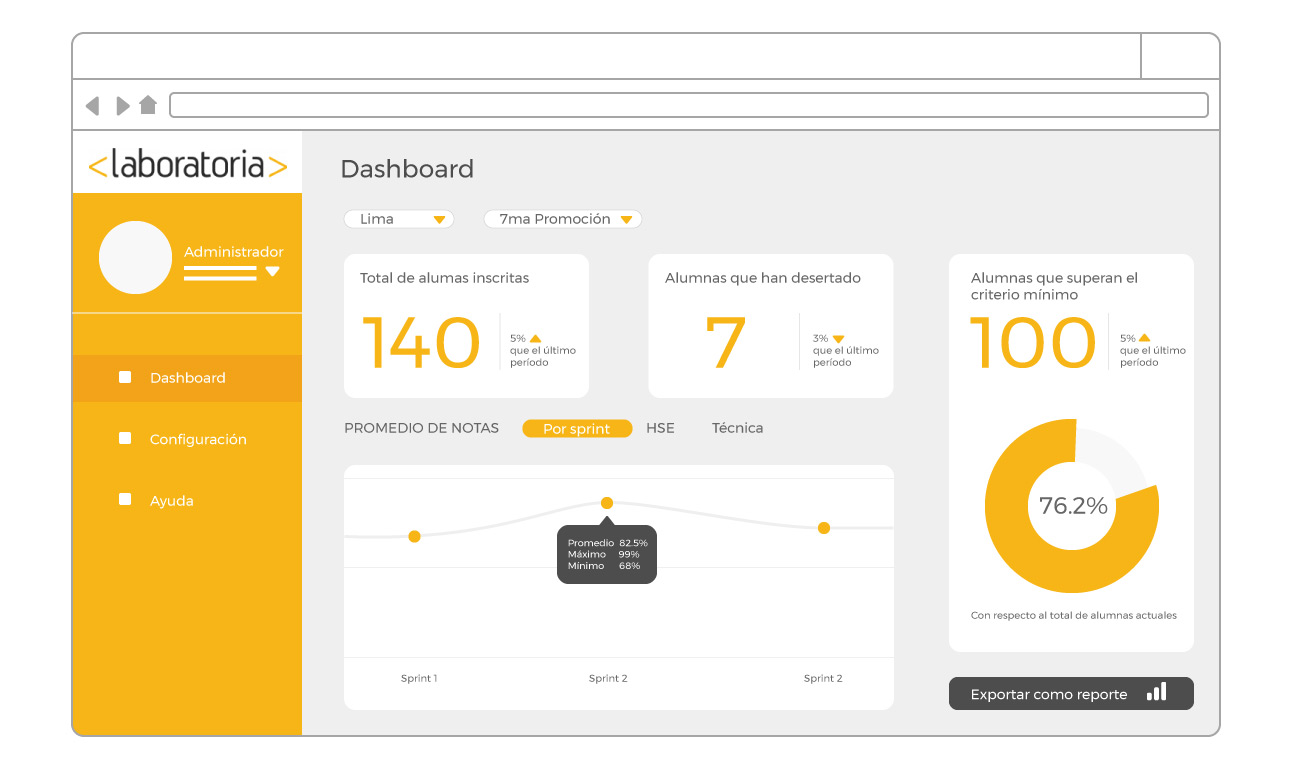 <laboratoria>
Administrador
Dashboard
Configuración
Ayuda
Dashboard
Lima
7ma Promoción
Total de alumas inscritas
140
5%
que el último
período
Alumnas que han desertado
7
3%
que el último
período
Alumnas que superan el
criterio mínimo
100
5%
que el último
período
76.2%
Con respecto al total de alumnas actuales
PROMEDIO DE NOTAS Por sprint HSE Técnica
Promedio 82.5%
Máximo 99%
Mínimo 68%
Sprint 1 Sprint 2 Sprint 2
Exportar como reporte